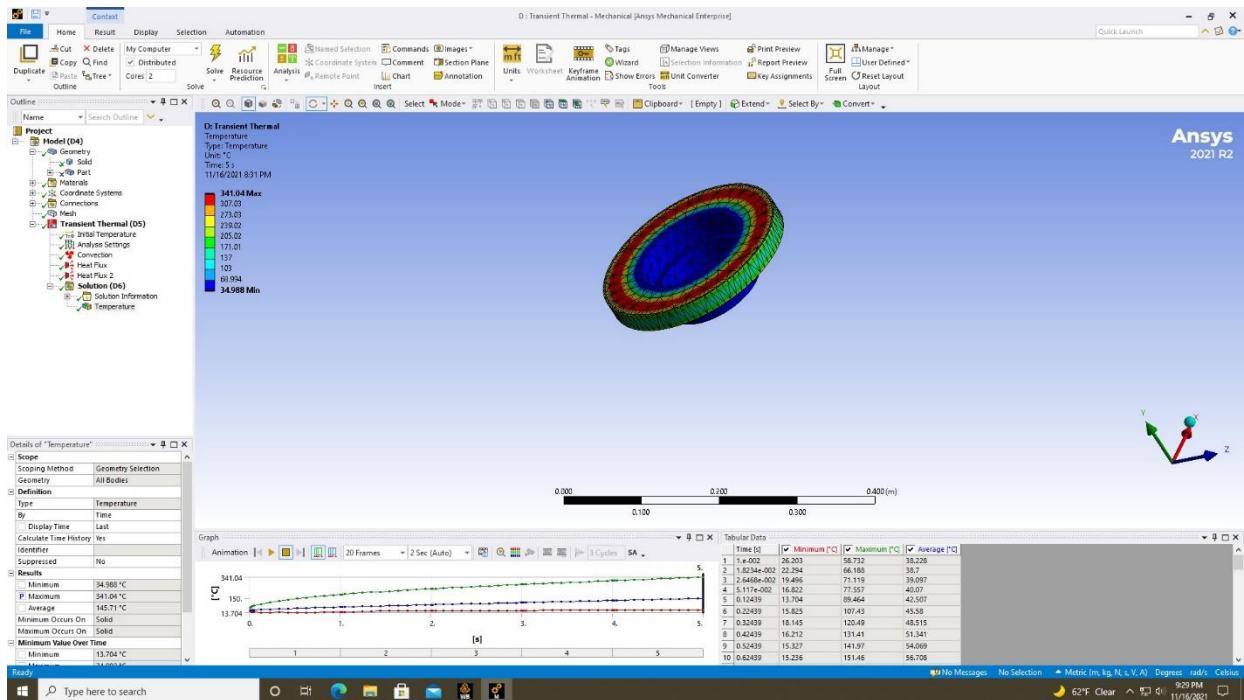 D : Transient Thermal - Mechanical [Ansys Mechanical Enterprise]
Context
File Home Result Display Selection Automation
Quick Launch
Duplicate
Cut
Copy
Paste
Delete
Find
Tree
Outline
My Computer
Distributed
Cores 2
Solve
Resource Prediction
Solve
Analysis
Named Selection
Coordinate System
Remote Point
Commands
Comment
Chart
Images
Section Plane
Annotation
Insert
Units
Worksheet
Keyframe Animation
Tags
Wizard
Show Errors
Manage Views
Selection Information
Unit Converter
Print Preview
Report Preview
Key Assignments
Tools
Full Screen
Manage
User Defined
Reset Layout
Layout
Select Mode Clipboard [Empty] Extend Select By Convert
Outline
Name Search Outline
Project
Model (D4)
Geometry
Solid
Part
Materials
Coordinate Systems
Connections
Mesh
Transient Thermal (D5)
Initial Temperature
Analysis Settings
Convection
Heat Flux
Heat Flux 2
Solution (D6)
Solution Information
Temperature
D: Transient Thermal
Temperature
Type: Temperature
Unit: °C
Time: 5 s
11/16/2021 8:31 PM
341.04 Max
307.03
273.03
239.02
205.02
171.01
137
103
68.994
34.988 Min
Ansys
2021 R2
Y
X
Z
0.000 0.200 0.400 (m)
0.100 0.300
Details of "Temperature"
Scope
Scoping Method Geometry Selection
Geometry All Bodies
Definition
Type Temperature
By Time
Display Time Last
Calculate Time History Yes
Identifier
Suppressed No
Results
Minimum 34.988 °C
P Maximum 341.04 °C
Average 145.71 °C
Minimum Occurs On Solid
Maximum Occurs On Solid
Minimum Value Over Time
Minimum 13.704 °C
Graph
Animation 20 Frames 2 Sec (Auto) 3 Cycles SA
5.
341.04
150.
13.704
[°C]
0. 1. 2. 3. 4. 5.
[s]
1 2 3 4 5
Tabular Data
Time [s] Minimum [°C] Maximum [°C] Average [°C]
1 1.e-002 26.203 58.732 38.228
2 1.8234e-002 22.294 66.188 38.7
3 2.6468e-002 19.496 71.119 39.097
4 5.117e-002 16.822 77.557 40.07
5 0.12439 13.704 89.464 42.507
6 0.22439 15.825 107.43 45.58
7 0.32439 18.145 120.49 48.515
8 0.42439 16.212 131.41 51.341
9 0.52439 15.327 141.97 54.069
10 0.62439 15.236 151.46 56.708
Ready
No Messages No Selection Metric (m, kg, N, s, V, A) Degrees rad/s Celsius
Type here to search
62°F Clear
9:29 PM
11/16/2021